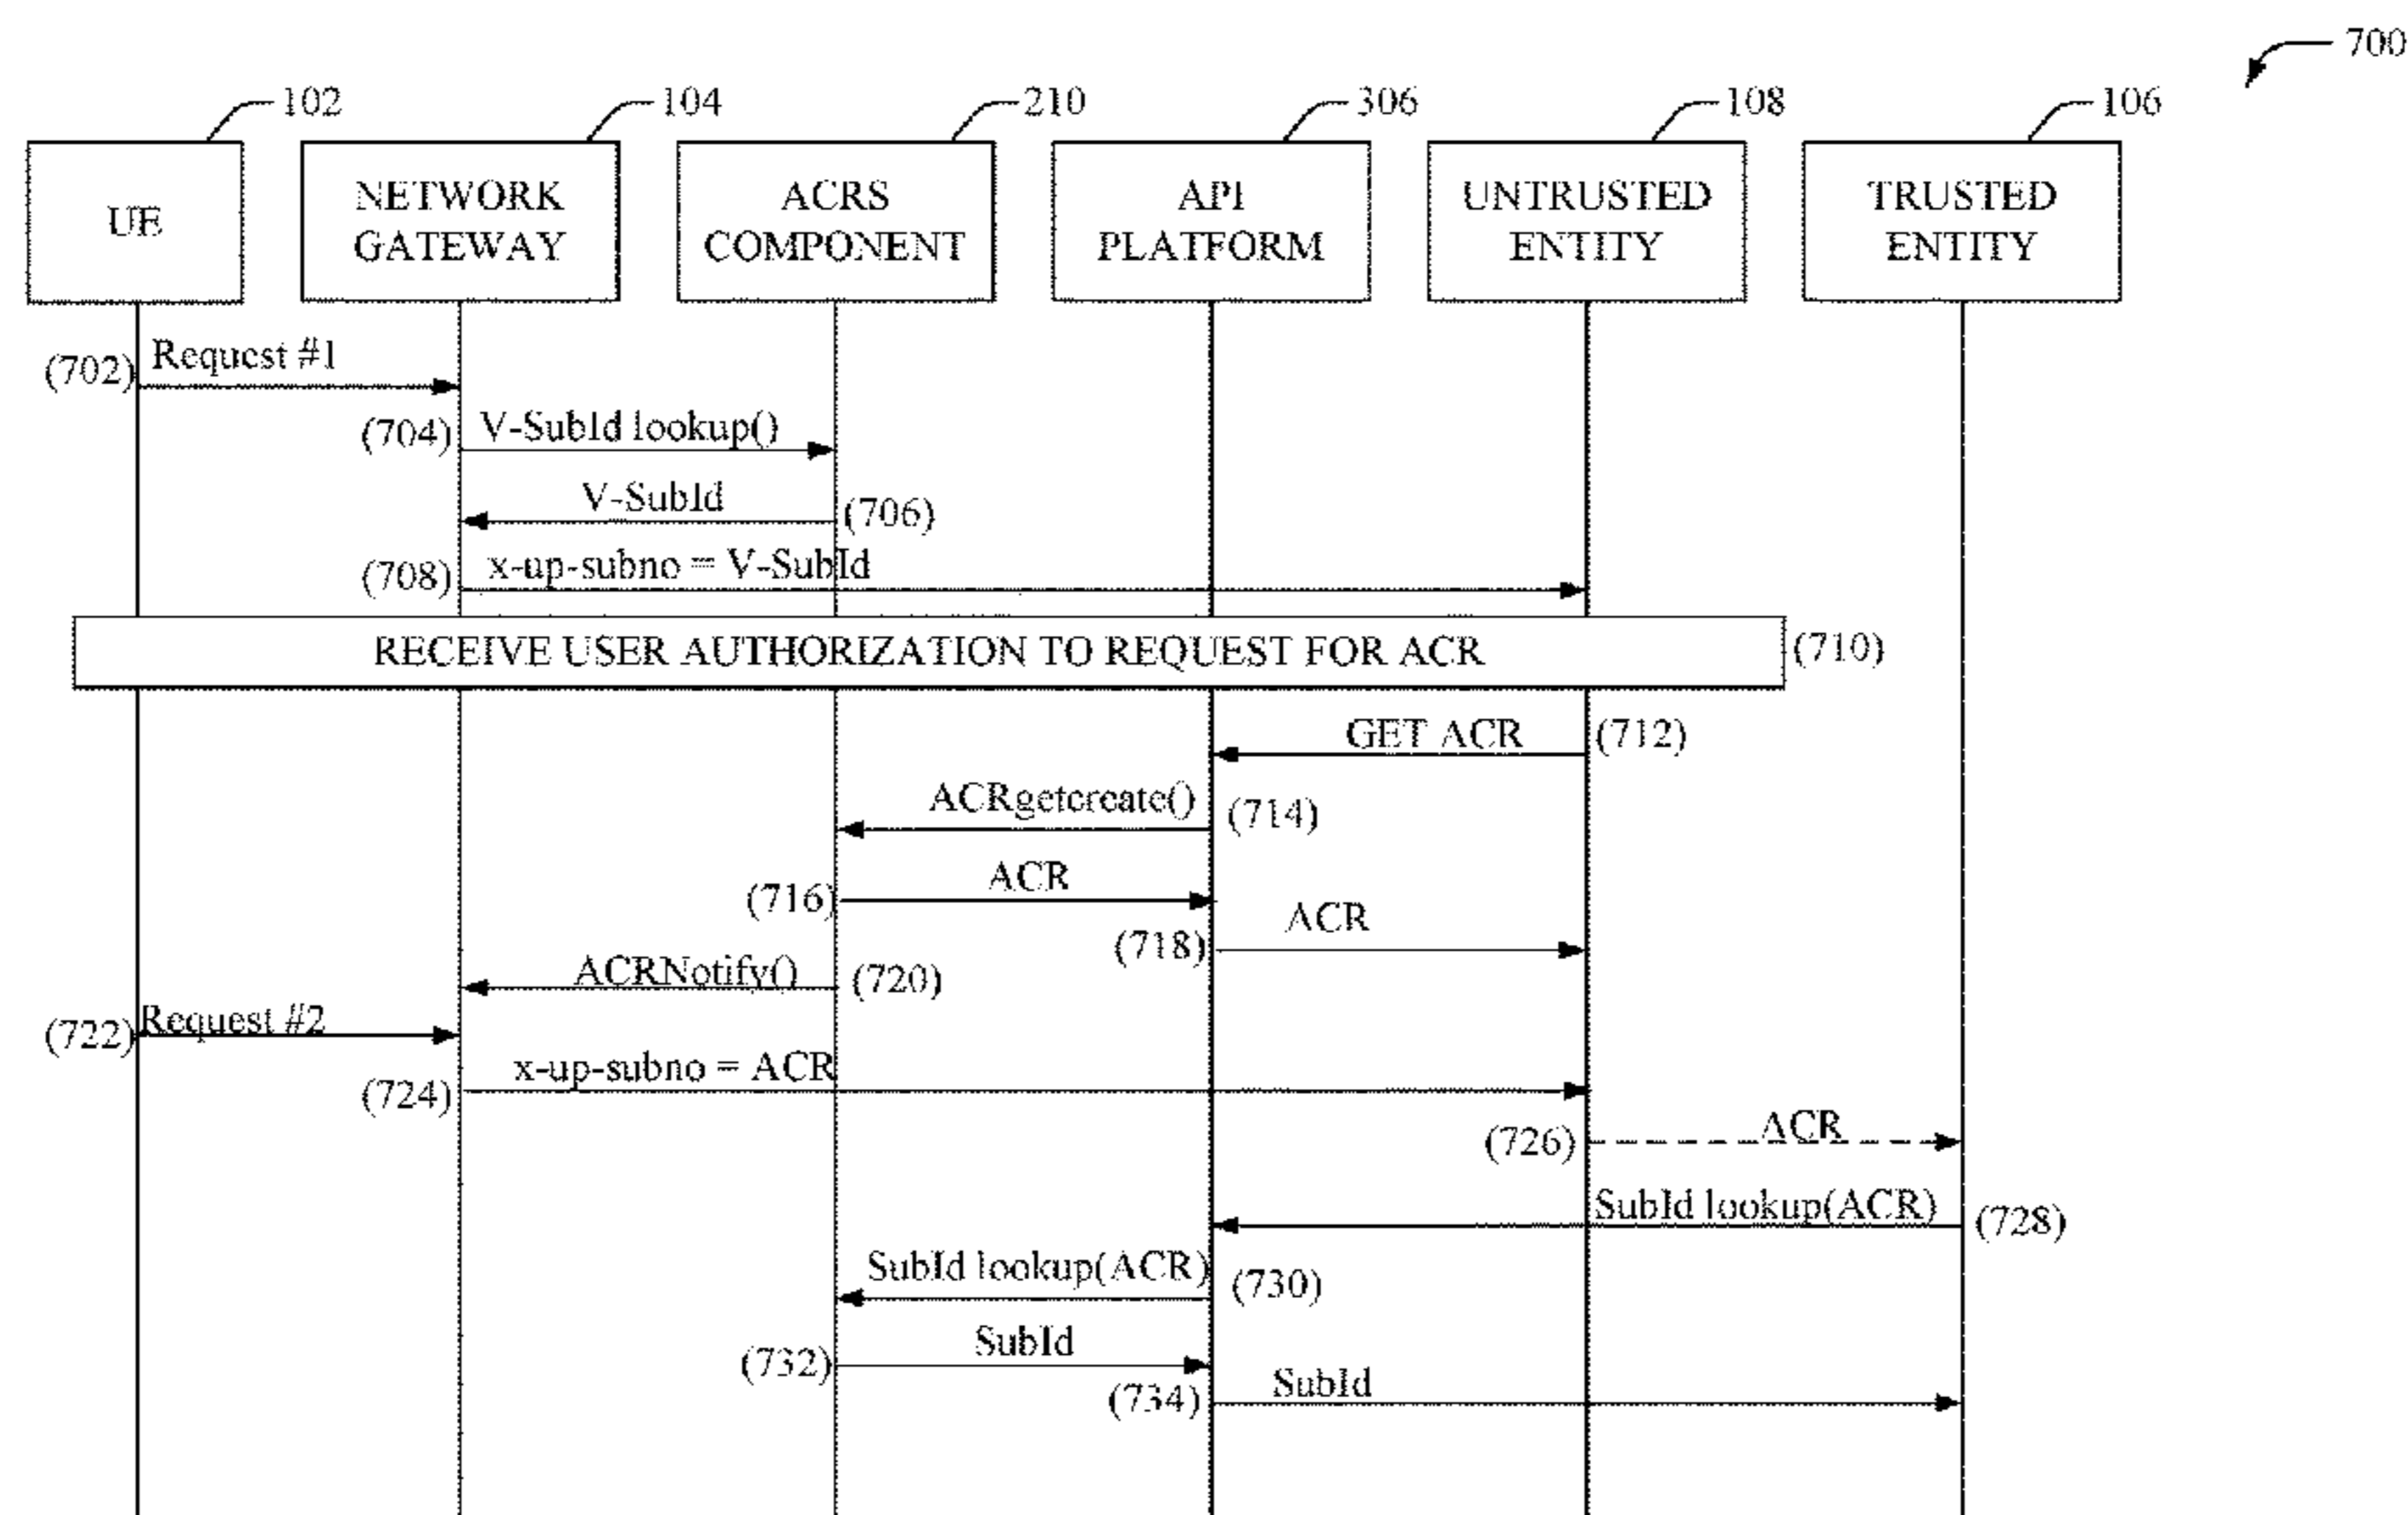 700
102
104
210
306
108
106
UE
NETWORK
GATEWAY
ACRS
COMPONENT
API
PLATFORM
UNTRUSTED
ENTITY
TRUSTED
ENTITY
(702) Request #1
(704) V-SubId lookup()
V-SubId (706)
(708) x-up-subno = V-SubId
RECEIVE USER AUTHORIZATION TO REQUEST FOR ACR (710)
GET ACR (712)
ACRgetcreate() (714)
(716) ACR
(718) ACR
ACRNotify() (720)
(722) Request #2
(724) x-up-subno = ACR
(726) ACR
SubId lookup(ACR) (728)
SubId lookup(ACR) (730)
(732) SubId
(734) SubId